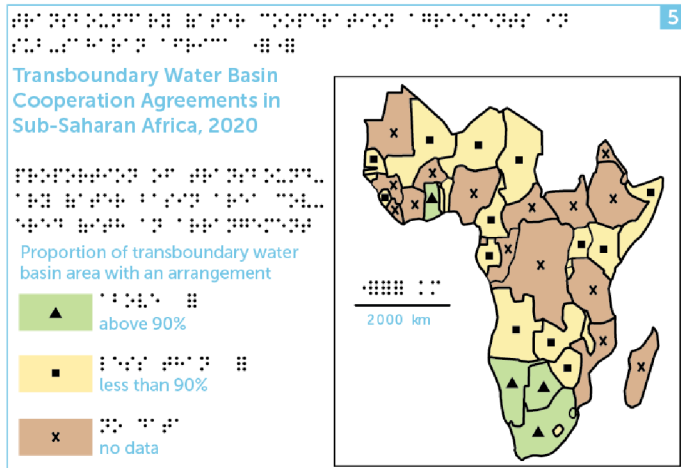 ⠞⠗⠁⠝⠎⠃⠕⠥⠝⠙⠁⠗⠽ ⠺⠁⠞⠑⠗ ⠉⠕⠕⠏⠑⠗⠁⠞⠊⠕⠝ ⠁⠛⠗⠑⠑⠍⠑⠝⠞⠎ ⠊⠝
5
⠎⠥⠃⠤⠎⠁⠓⠁⠗⠁⠝ ⠁⠋⠗⠊⠉⠁
Transboundary Water Basin
Cooperation Agreements in
Sub-Saharan Africa, 2020
⠏⠗⠕⠏⠕⠗⠞⠊⠕⠝ ⠕⠋ ⠞⠗⠁⠝⠎⠃⠕⠥⠝⠙⠤
⠁⠗⠽ ⠺⠁⠞⠑⠗ ⠃⠁⠎⠊⠝ ⠁⠗⠑⠁ ⠉⠕⠧⠤
⠑⠗⠑⠙ ⠺⠊⠞⠓ ⠁⠝ ⠁⠗⠗⠁⠝⠛⠑⠍⠑⠝⠞
Proportion of transboundary water
basin area with an arrangement
⠁⠃⠕⠧⠑
above 90%
⠇⠑⠎⠎ ⠞⠓⠁⠝
less than 90%
⠝⠕ ⠙⠁⠞⠁
no data
⠅⠍
2000 km